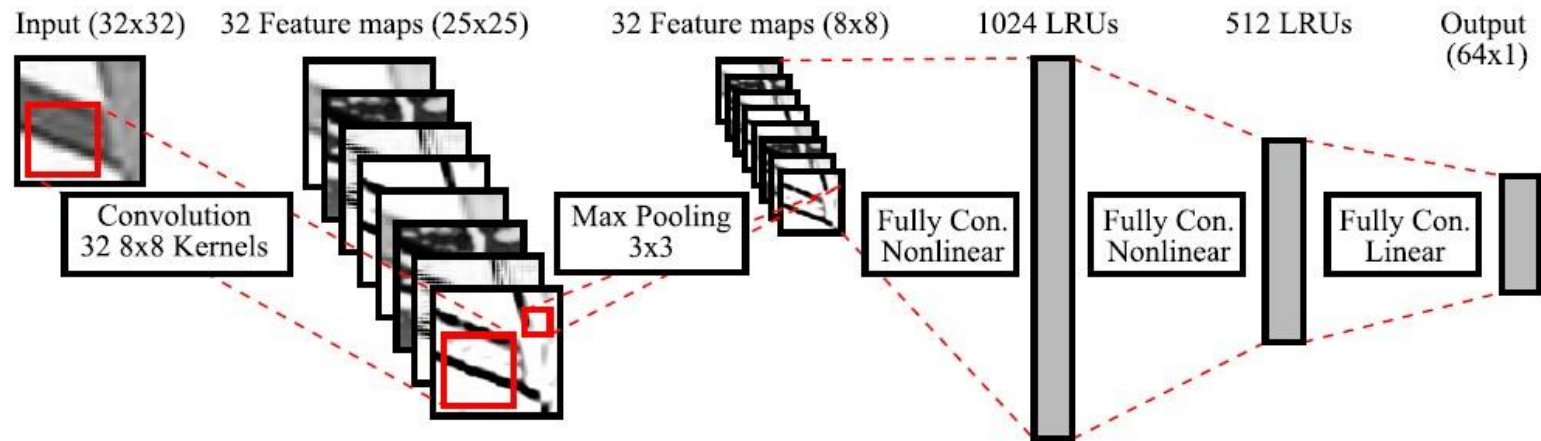 Input (32x32)
32 Feature maps (25x25)
32 Feature maps (8x8)
1024 LRUs
512 LRUs
Output
(64x1)
Convolution
32 8x8 Kernels
Max Pooling
3x3
Fully Con.
Nonlinear
Fully Con.
Nonlinear
Fully Con.
Linear